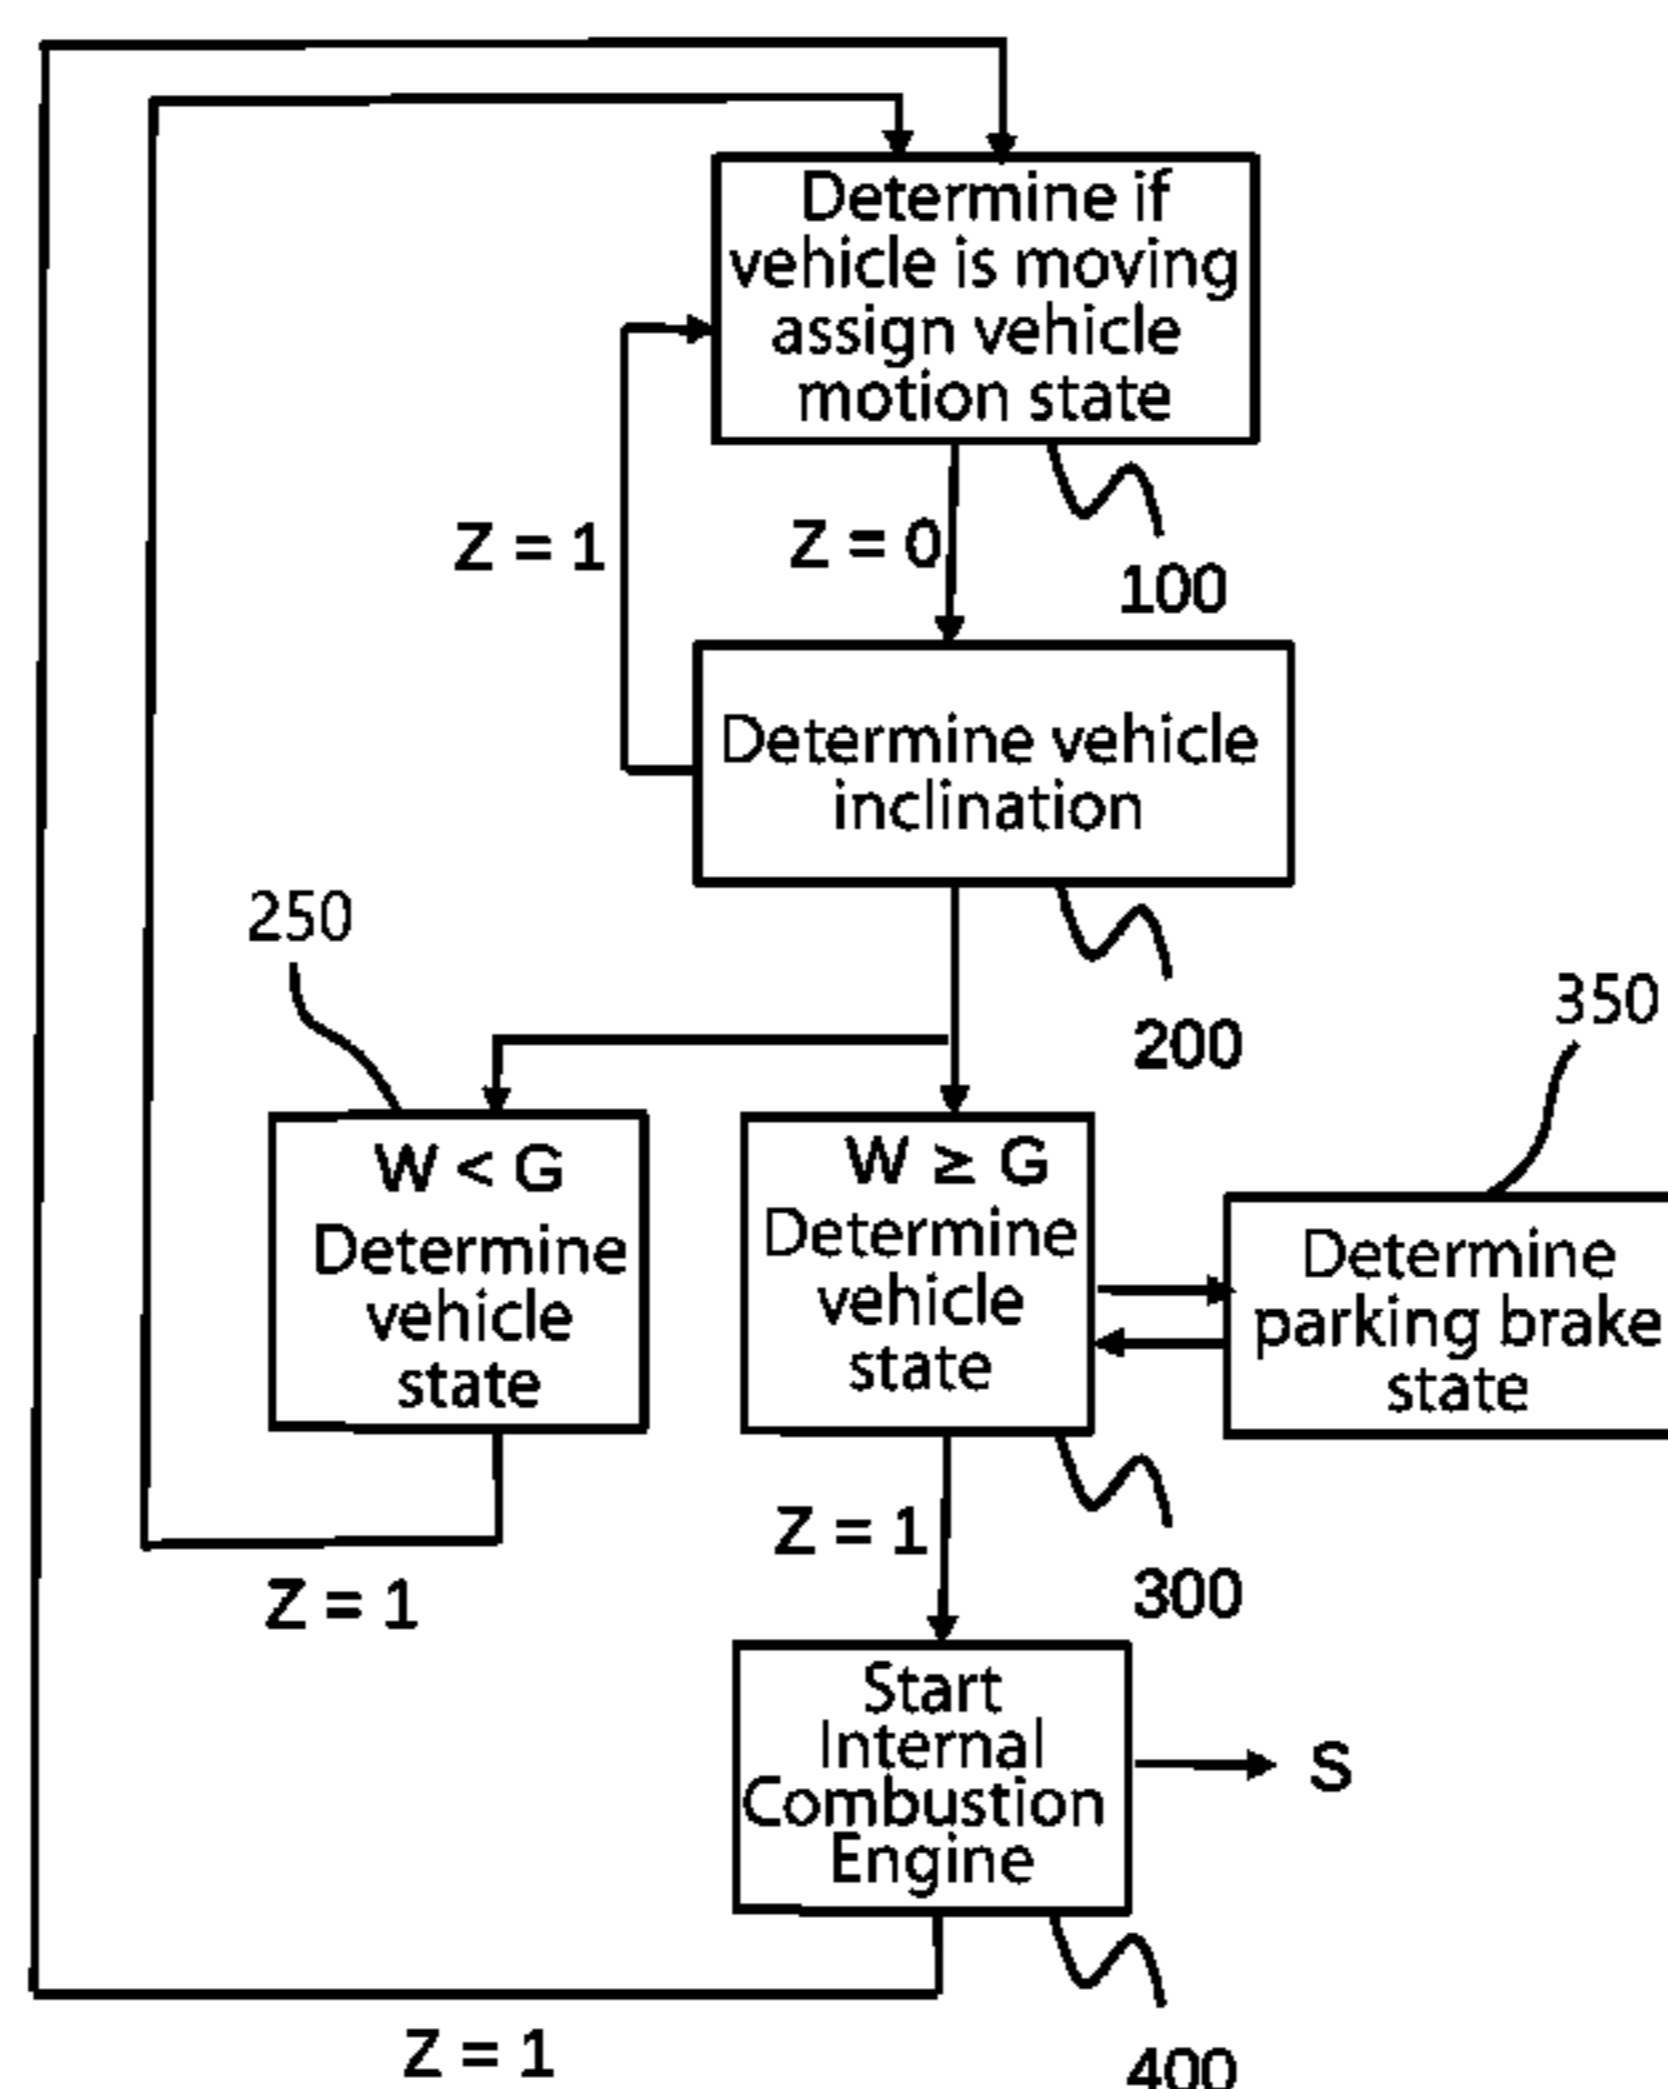 Determine if
vehicle is moving
assign vehicle
motion state
Z = 1
Z = 0
100
Determine vehicle
inclination
250
200
350
W < G
Determine
vehicle
state
W ≥ G
Determine
vehicle
state
Determine
parking brake
state
Z = 1
Z = 1
300
Start
Internal
Combustion
Engine
S
Z = 1
400